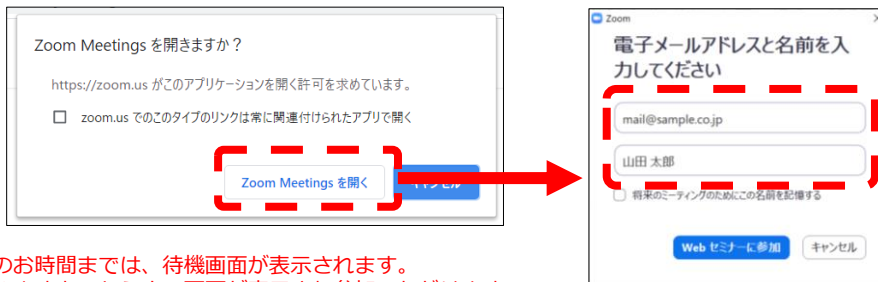 Zoom Meetings を開きますか？
https://zoom.us がこのアプリケーションを開く許可を求めています。
zoom.us でのこのタイプのリンクは常に関連付けられたアプリで開く
Zoom Meetings を開く
キャンセル
Zoom
電子メールアドレスと名前を入
力してください
mail@sample.co.jp
山田 太郎
将来のミーティングのためにこの名前を記憶する
Web セミナーに参加 キャンセル
のお時間までは、待機画面が表示されます。